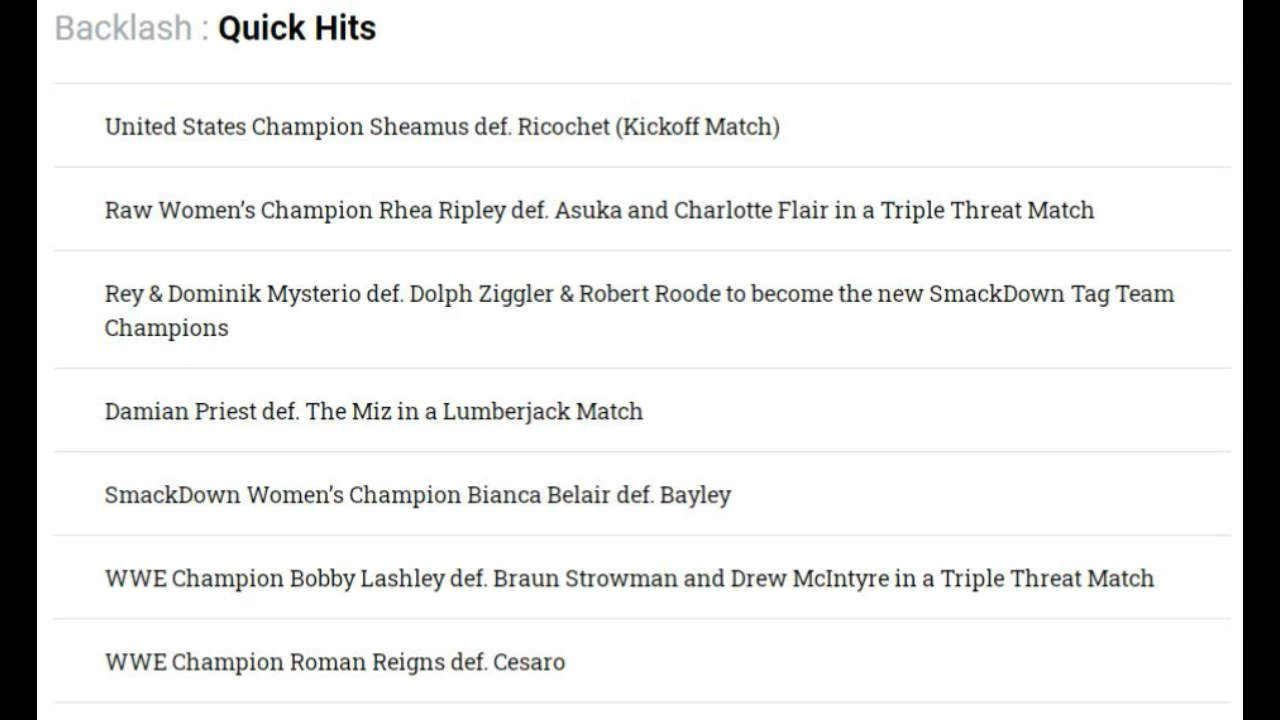 Backlash : Quick Hits
United States Champion Sheamus def. Ricochet (Kickoff Match)
Raw Women’s Champion Rhea Ripley def. Asuka and Charlotte Flair in a Triple Threat Match
Rey & Dominik Mysterio def. Dolph Ziggler & Robert Roode to become the new SmackDown Tag Team
Champions
Damian Priest def. The Miz in a Lumberjack Match
SmackDown Women’s Champion Bianca Belair def. Bayley
WWE Champion Bobby Lashley def. Braun Strowman and Drew McIntyre in a Triple Threat Match
WWE Champion Roman Reigns def. Cesaro